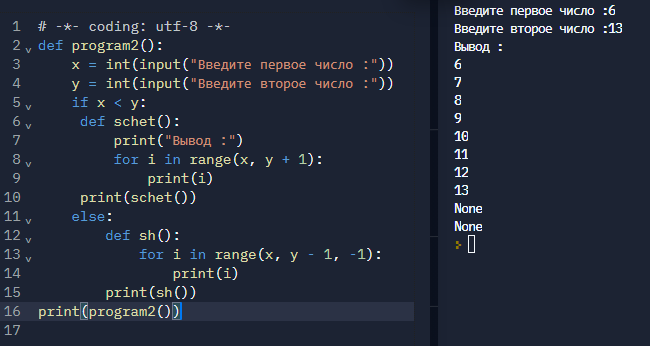 1 # -*- coding: utf-8 -*-
2 def program2():
3 x = int(input("Введите первое число :"))
4 y = int(input("Введите второе число :"))
5 if x < y:
6 def schet():
7 print("Вывод :")
8 for i in range(x, y + 1):
9 print(i)
10 print(schet())
11 else:
12 def sh():
13 for i in range(x, y - 1, -1):
14 print(i)
15 print(sh())
16 print(program2())
17
Введите первое число :6
Введите второе число :13
Вывод :
6
7
8
9
10
11
12
13
None
None
>